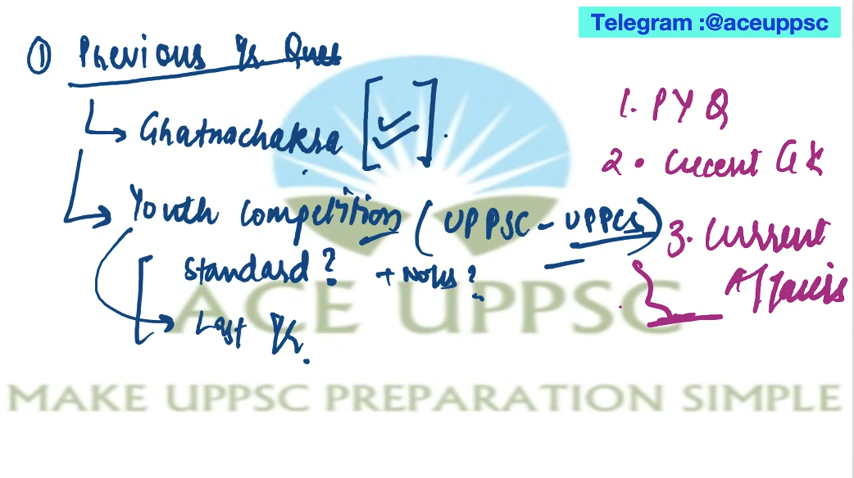 Telegram :@aceuppsc
① Previous Yr. Ques
Ghatnachakra
Youth Competition (UPPSC - UPPCS)
Standard? + Notes?
Last Yr.
1. PYQ
2. Current GK
3. Current
Affairs
ACE UPPSC
MAKE UPPSC PREPARATION SIMPLE